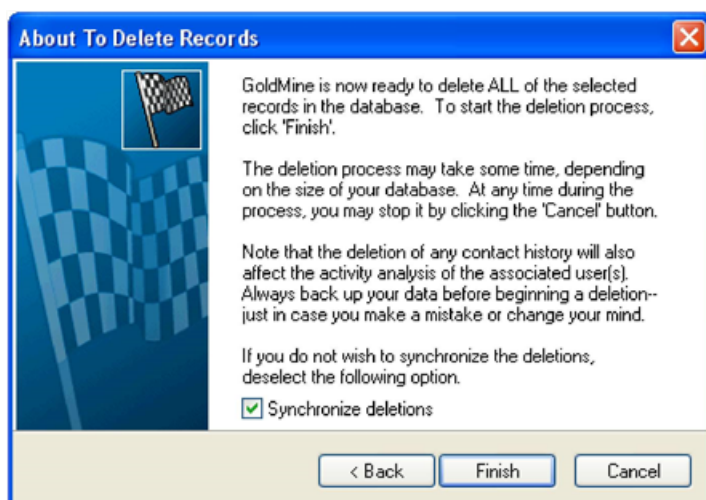 About To Delete Records
GoldMine is now ready to delete ALL of the selected
records in the database.  To start the deletion process,
click 'Finish'.
The deletion process may take some time, depending
on the size of your database.  At any time during the
process, you may stop it by clicking the 'Cancel' button.
Note that the deletion of any contact history will also
affect the activity analysis of the associated user(s).
Always back up your data before beginning a deletion--
just in case you make a mistake or change your mind.
If you do not wish to synchronize the deletions,
deselect the following option.
Synchronize deletions
< Back
Finish
Cancel